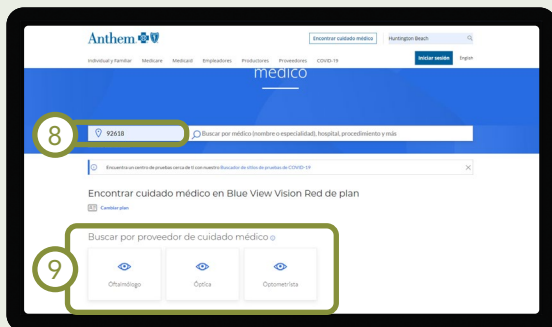 Anthem
Encontrar cuidado médico
Huntington Beach
Individual y Familiar Medicare Medicaid Empleadores Productores Proveedores COVID-19
Iniciar sesión
English
médico
8
92618
Buscar por médico (nombre o especialidad), hospital, procedimiento y más
Encuentra un centro de pruebas cerca de ti con nuestro Buscador de sitios de pruebas de COVID-19
Encontrar cuidado médico en Blue View Vision Red de plan
Cambiar plan
9
Buscar por proveedor de cuidado médico
Oftalmólogo Óptica Optometrista